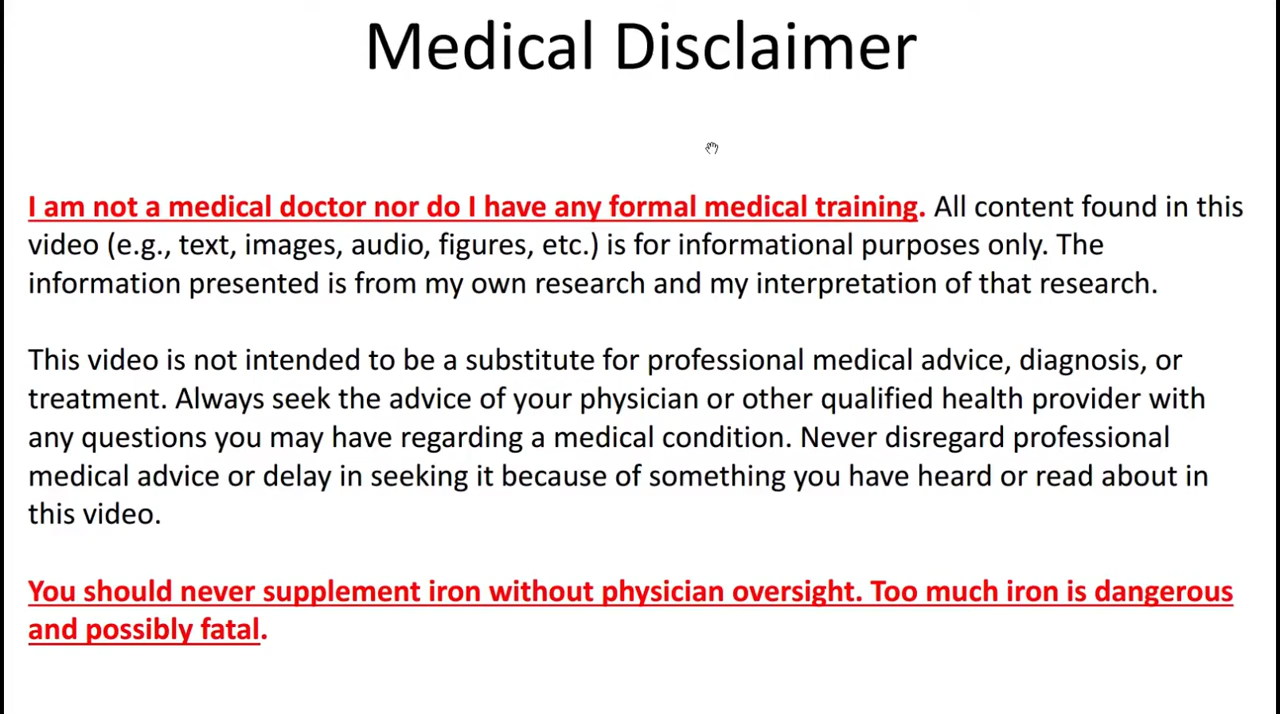 Medical Disclaimer
I am not a medical doctor nor do I have any formal medical training. All content found in this
video (e.g., text, images, audio, figures, etc.) is for informational purposes only. The
information presented is from my own research and my interpretation of that research.
This video is not intended to be a substitute for professional medical advice, diagnosis, or
treatment. Always seek the advice of your physician or other qualified health provider with
any questions you may have regarding a medical condition. Never disregard professional
medical advice or delay in seeking it because of something you have heard or read about in
this video.
You should never supplement iron without physician oversight. Too much iron is dangerous
and possibly fatal.